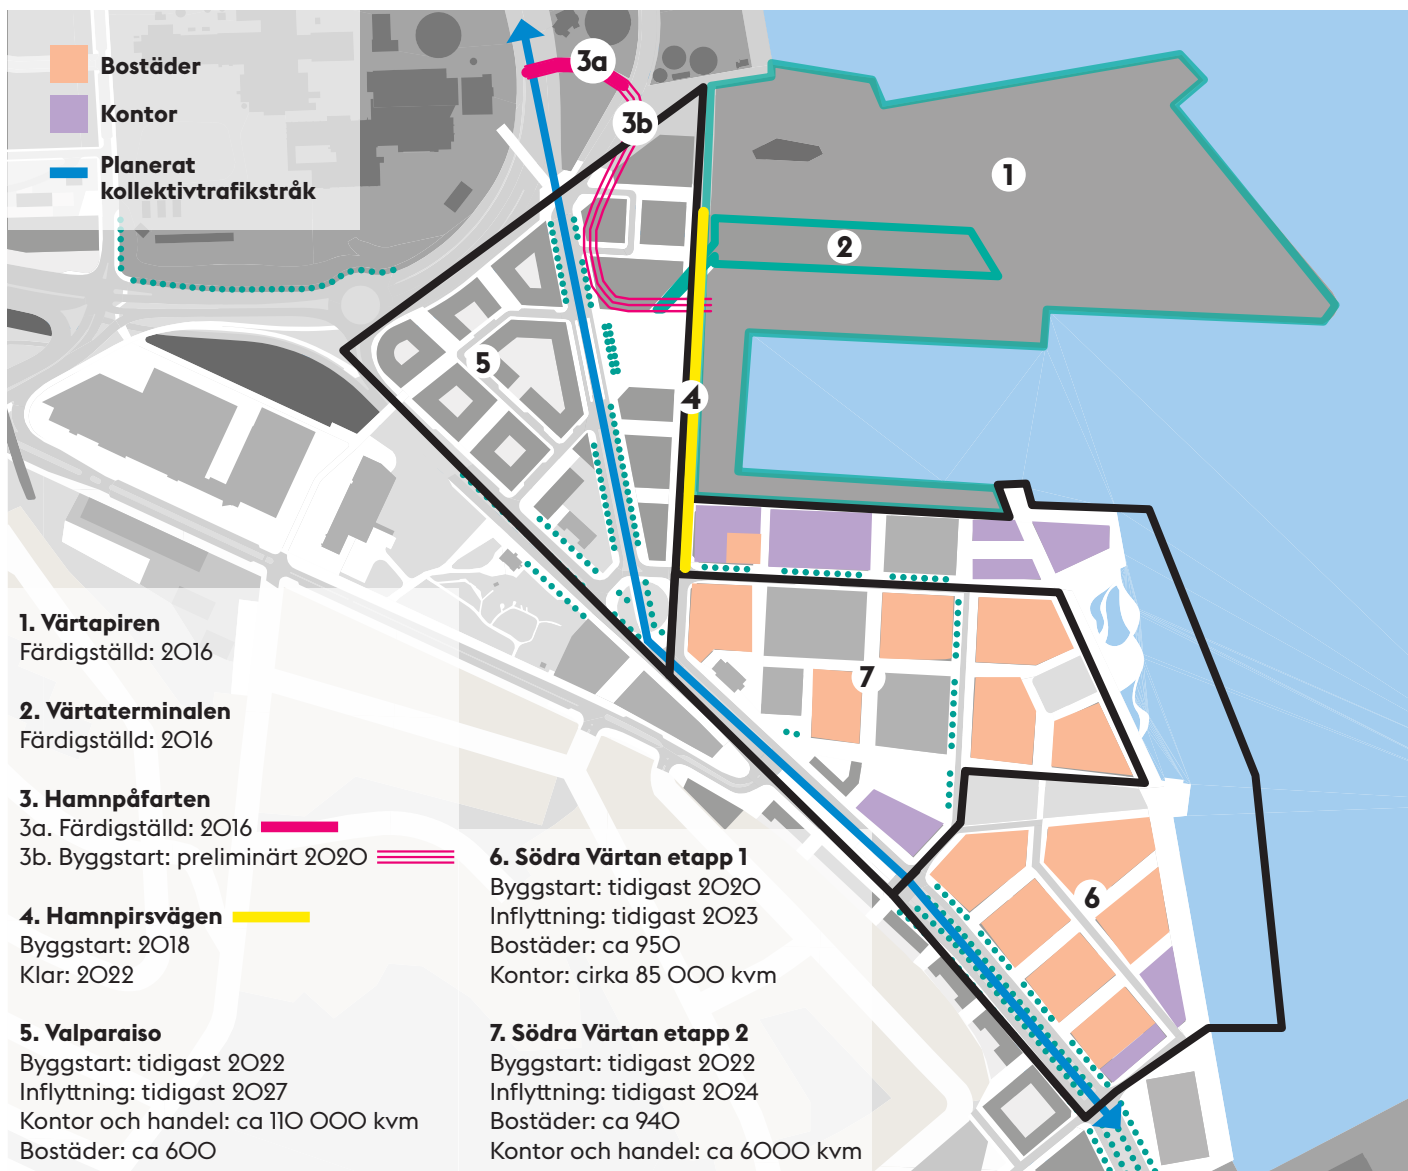 Bostäder
Kontor
Planerat
kollektivtrafikstråk
3a
3b
1
2
5
4
7
6
1. Värtapiren
Färdigställd: 2016
2. Värtaterminalen
Färdigställd: 2016
3. Hamnpåfarten
3a. Färdigställd: 2016
3b. Byggstart: preliminärt 2020
4. Hamnpirsvägen
Byggstart: 2018
Klar: 2022
5. Valparaiso
Byggstart: tidigast 2022
Inflyttning: tidigast 2027
Kontor och handel: ca 110 000 kvm
Bostäder: ca 600
6. Södra Värtan etapp 1
Byggstart: tidigast 2020
Inflyttning: tidigast 2023
Bostäder: ca 950
Kontor: cirka 85 000 kvm
7. Södra Värtan etapp 2
Byggstart: tidigast 2022
Inflyttning: tidigast 2024
Bostäder: ca 940
Kontor och handel: ca 6000 kvm